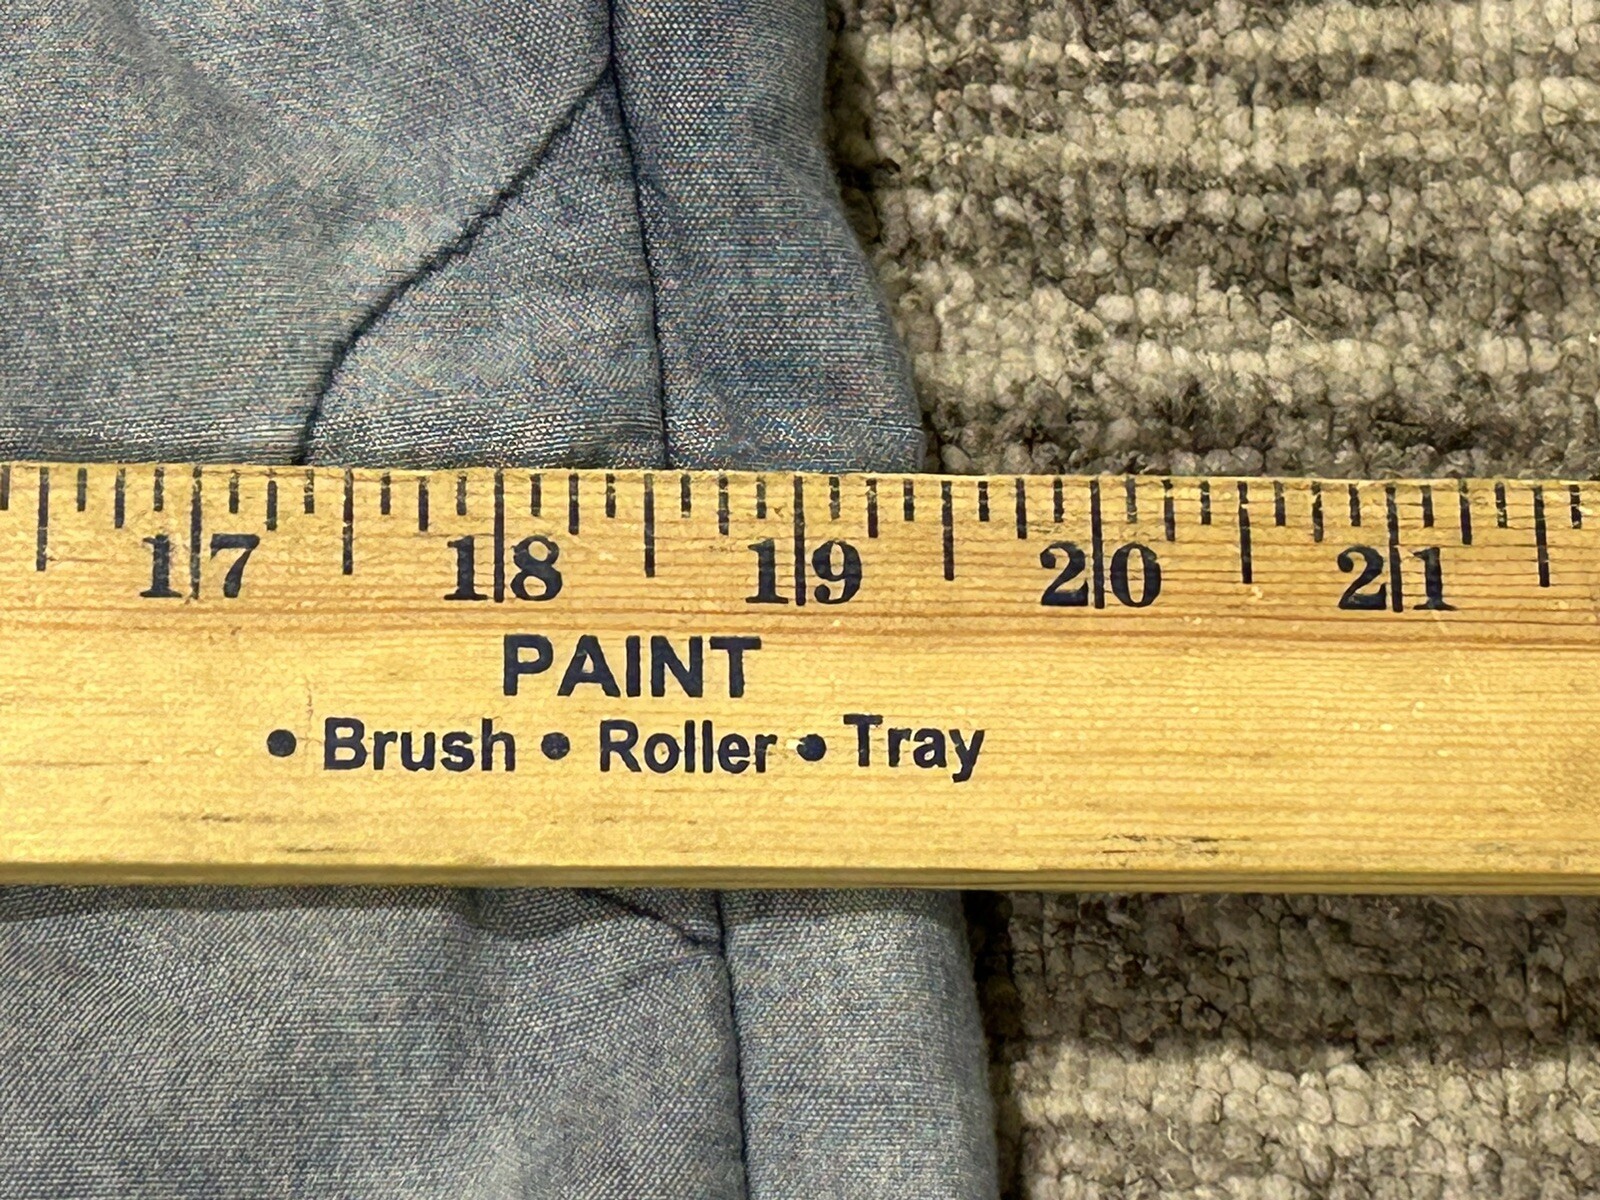 17 18 19 20 21
PAINT
• Brush • Roller • Tray